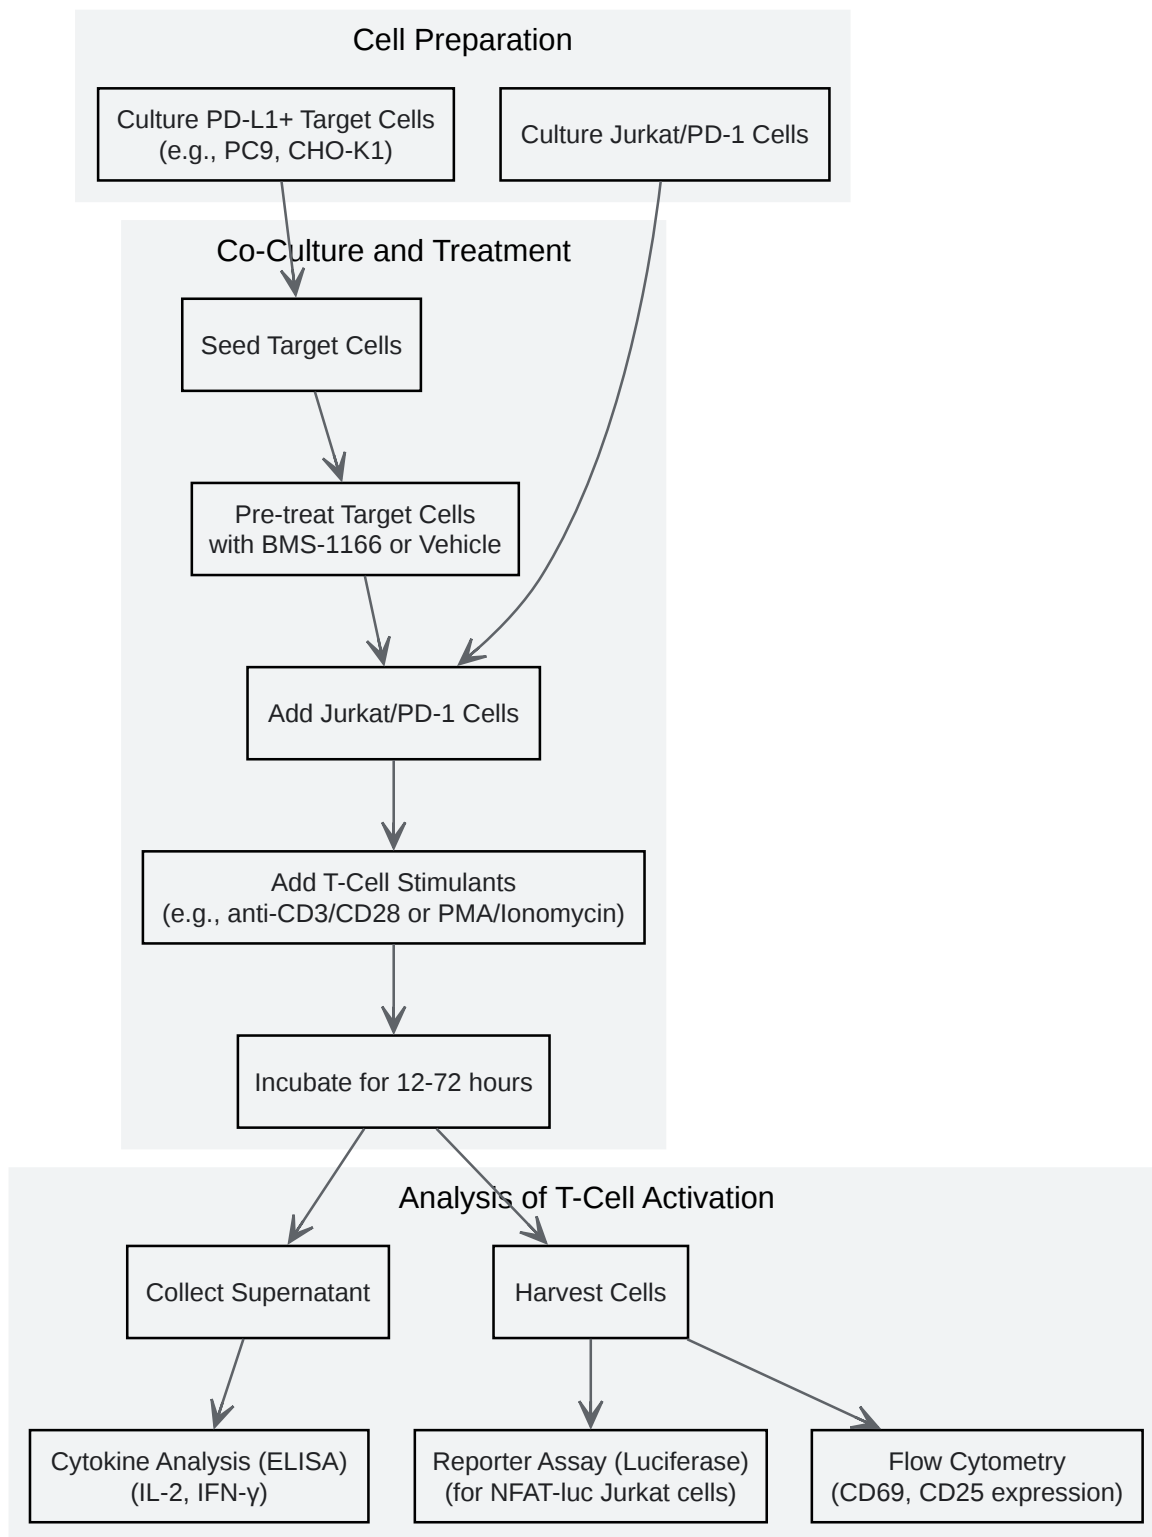 Cell Preparation
Culture PD-L1+ Target Cells
(e.g., PC9, CHO-K1)
Culture Jurkat/PD-1 Cells
Co-Culture and Treatment
Seed Target Cells
Pre-treat Target Cells
with BMS-1166 or Vehicle
Add Jurkat/PD-1 Cells
Add T-Cell Stimulants
(e.g., anti-CD3/CD28 or PMA/Ionomycin)
Incubate for 12-72 hours
Analysis of T-Cell Activation
Collect Supernatant
Harvest Cells
Cytokine Analysis (ELISA)
(IL-2, IFN-γ)
Reporter Assay (Luciferase)
(for NFAT-luc Jurkat cells)
Flow Cytometry
(CD69, CD25 expression)